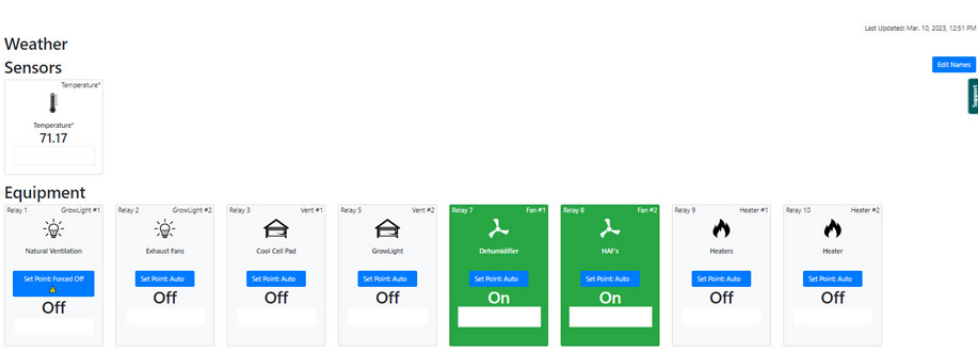 Last Updated: Mar. 10, 2023, 12:51 PM
Weather
Sensors
Edit Names
Support
Temperature°
Temperature°
71.17
Equipment
Relay 1 GrowLight #1
Natural Ventilation
Set Point: Forced Off
Off
Relay 2 GrowLight #2
Exhaust Fans
Set Point: Auto
Off
Relay 3 Vent #1
Cool Cell Pad
Set Point: Auto
Off
Relay 5 Vent #2
GrowLight
Set Point: Auto
Off
Relay 7 Fan #1
Dehumidifier
Set Point: Auto
On
Relay 8 Fan #2
HAF's
Set Point: Auto
On
Relay 9 Heater #1
Heaters
Set Point: Auto
Off
Relay 10 Heater #2
Heater
Set Point: Auto
Off